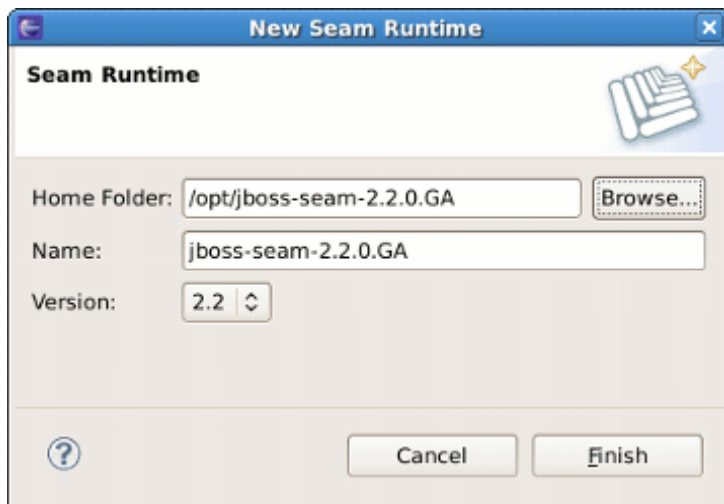 New Seam Runtime
Seam Runtime
Home Folder: /opt/jboss-seam-2.2.0.GA Browse...
Name: jboss-seam-2.2.0.GA
Version: 2.2
? Cancel Finish